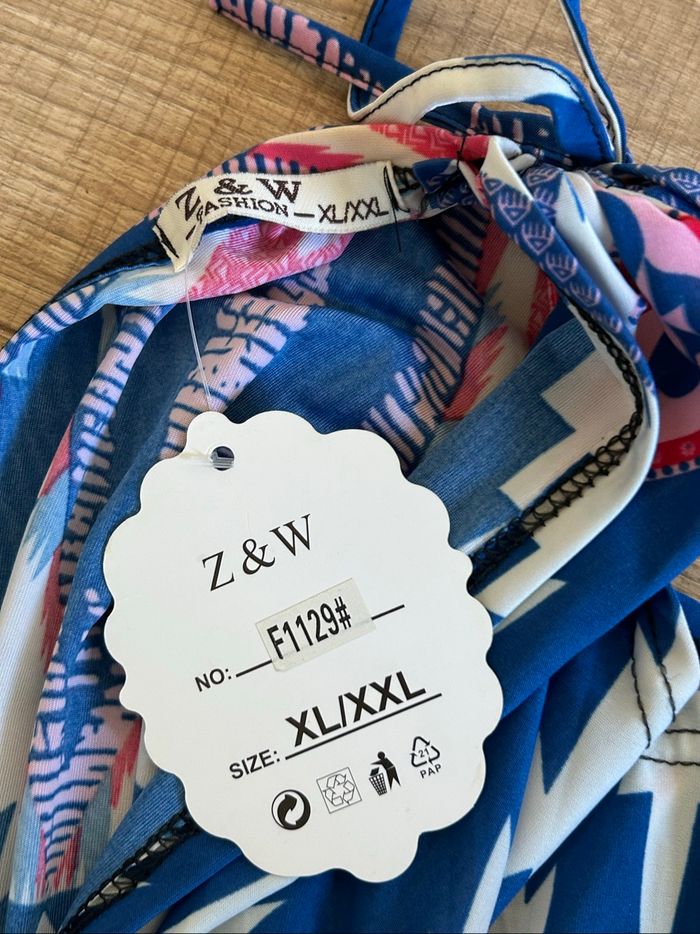 Z & W
—FASHION—XL/XXL
Z & W
NO: F1129#
SIZE: XL/XXL
21
PAP